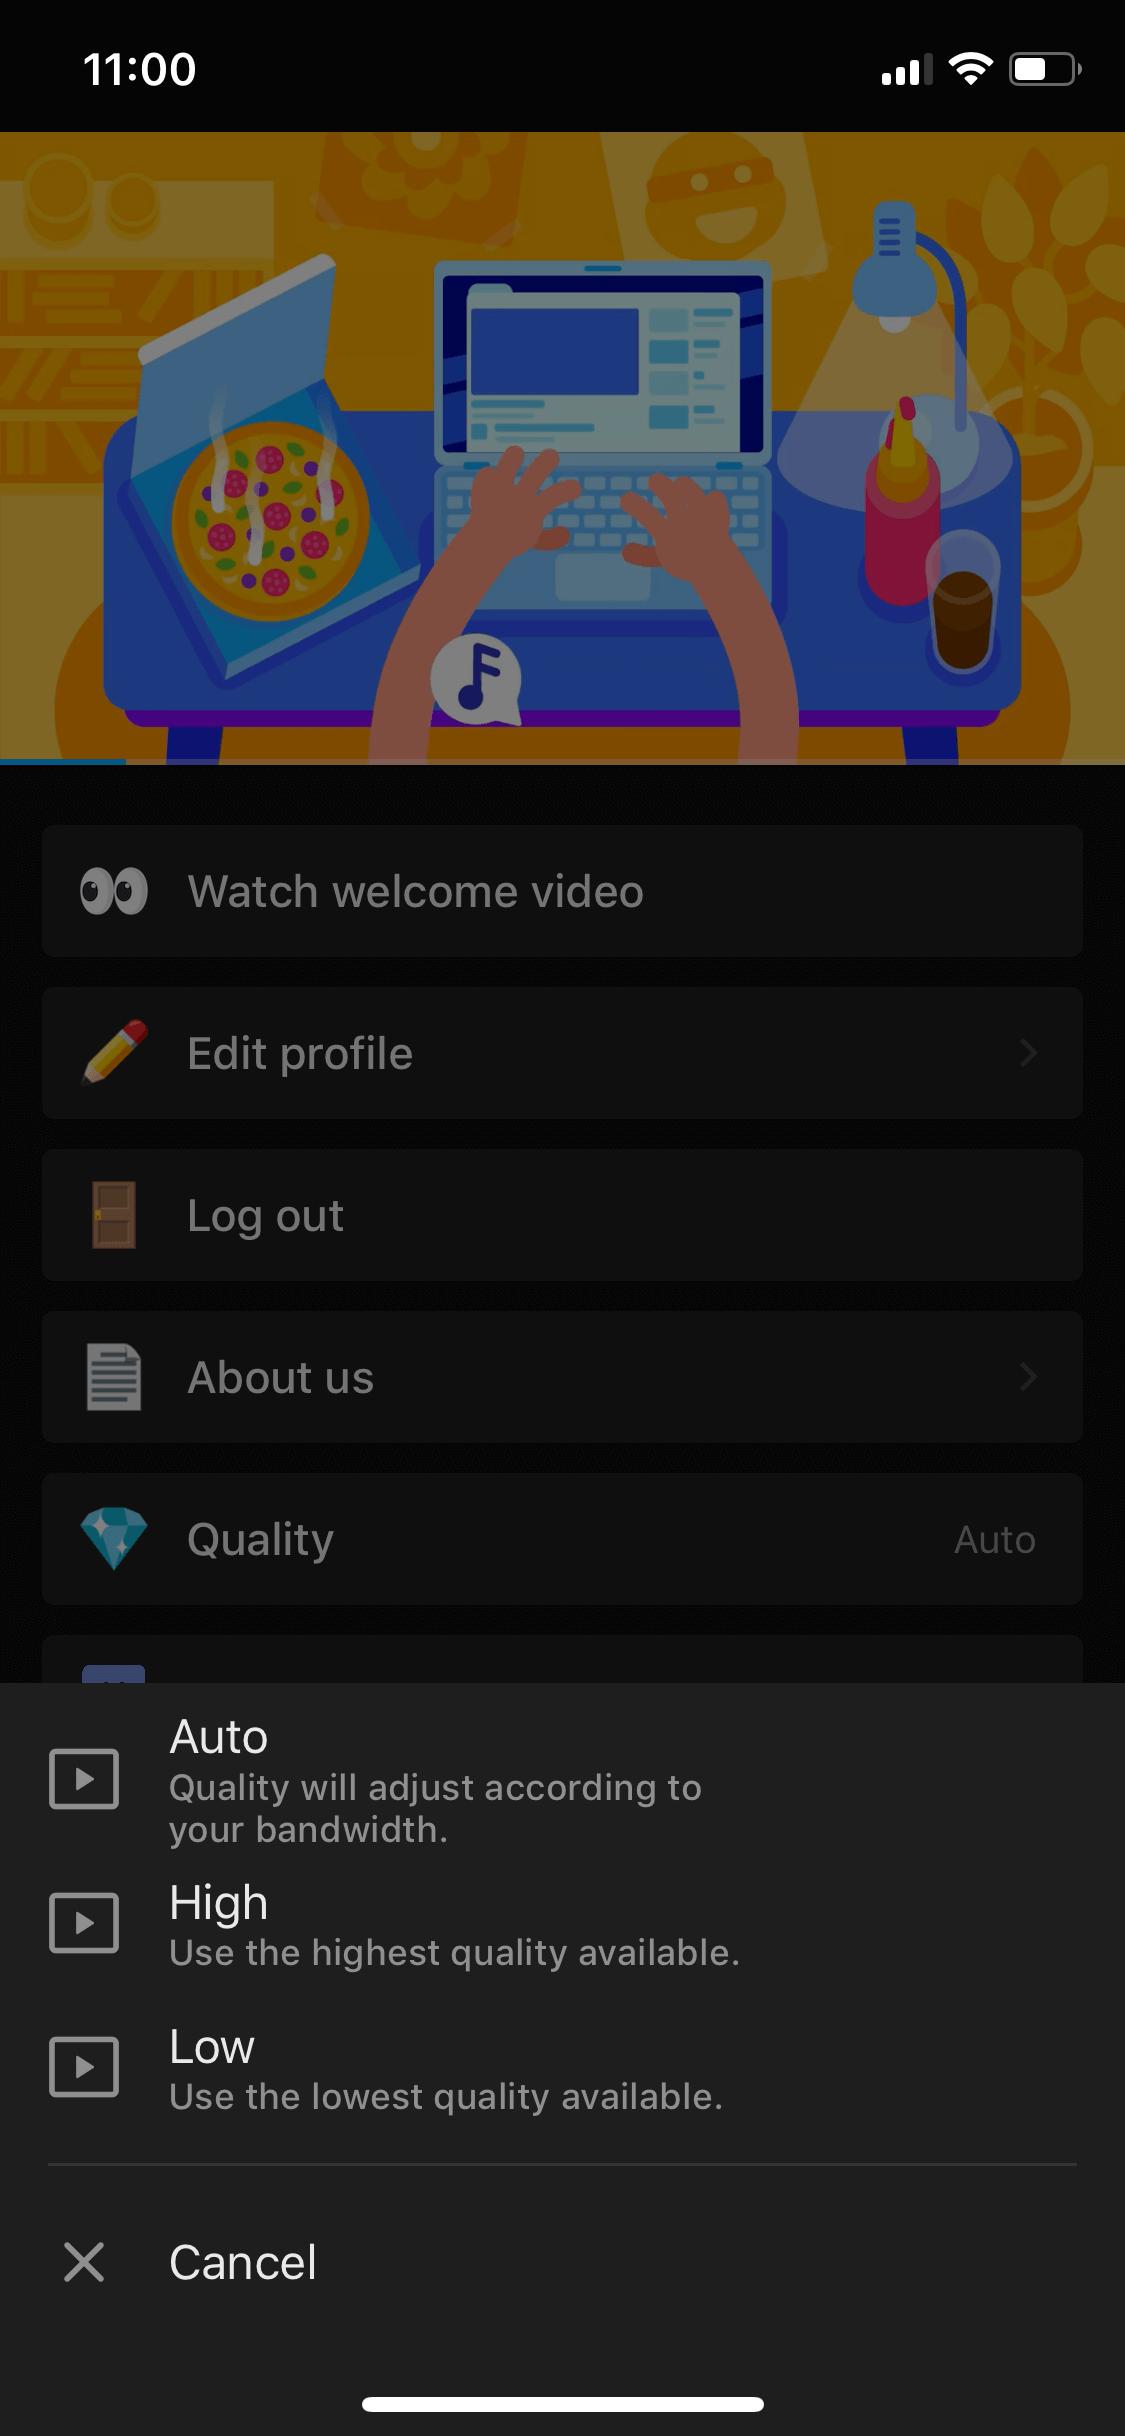 11:00
Watch welcome video
Edit profile
Log out
About us
Quality
Auto
Auto
Quality will adjust according to
your bandwidth.
High
Use the highest quality available.
Low
Use the lowest quality available.
Cancel